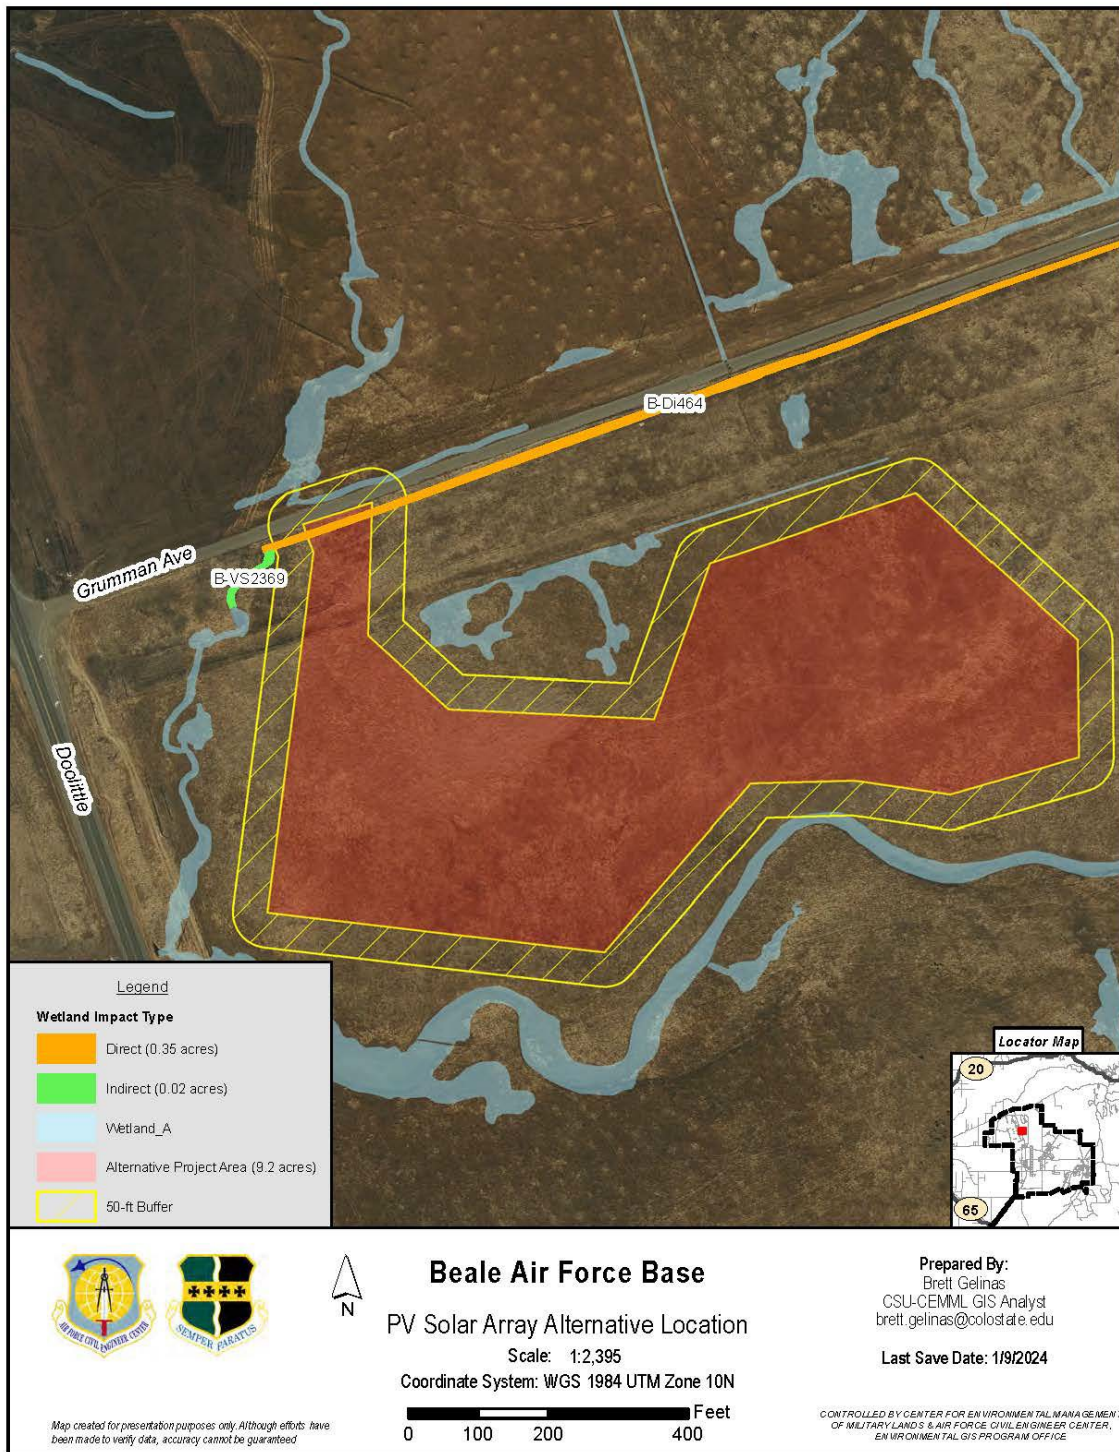 B-Di464
Grumman Ave
B-VS2369
Doolittle
Legend
Wetland Impact Type
Direct (0.35 acres)
Indirect (0.02 acres)
Wetland_A
Alternative Project Area (9.2 acres)
50-ft Buffer
Locator Map
20
65
AIR FORCE CIVIL ENGINEER CENTER
SEMPER PARATUS
N
Beale Air Force Base
PV Solar Array Alternative Location
Scale: 1:2,395
Coordinate System: WGS 1984 UTM Zone 10N
Feet
0 100 200 400
Prepared By:
Brett Gelinas
CSU-CEMML GIS Analyst
brett.gelinas@colostate.edu
Last Save Date: 1/9/2024
Map created for presentation purposes only. Although efforts have
been made to verify data, accuracy cannot be guaranteed
CONTROLLED BY CENTER FOR ENVIRONMENTAL MANAGEMENT
OF MILITARY LANDS & AIR FORCE CIVIL ENGINEER CENTER,
ENVIRONMENTAL GIS PROGRAM OFFICE